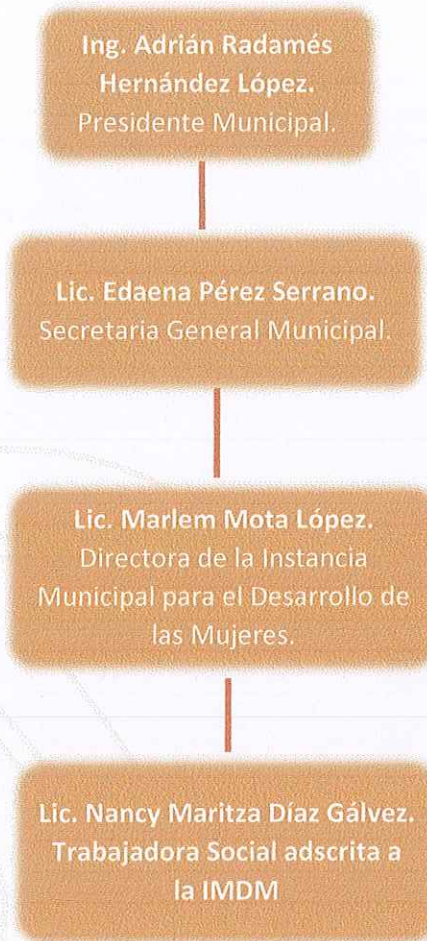 Ing. Adrián Radamés
Hernández López.
Presidente Municipal.
Lic. Edaena Pérez Serrano.
Secretaria General Municipal.
Lic. Marlem Mota López.
Directora de la Instancia
Municipal para el Desarrollo de
las Mujeres.
Lic. Nancy Maritza Díaz Gálvez.
Trabajadora Social adscrita a
la IMDM